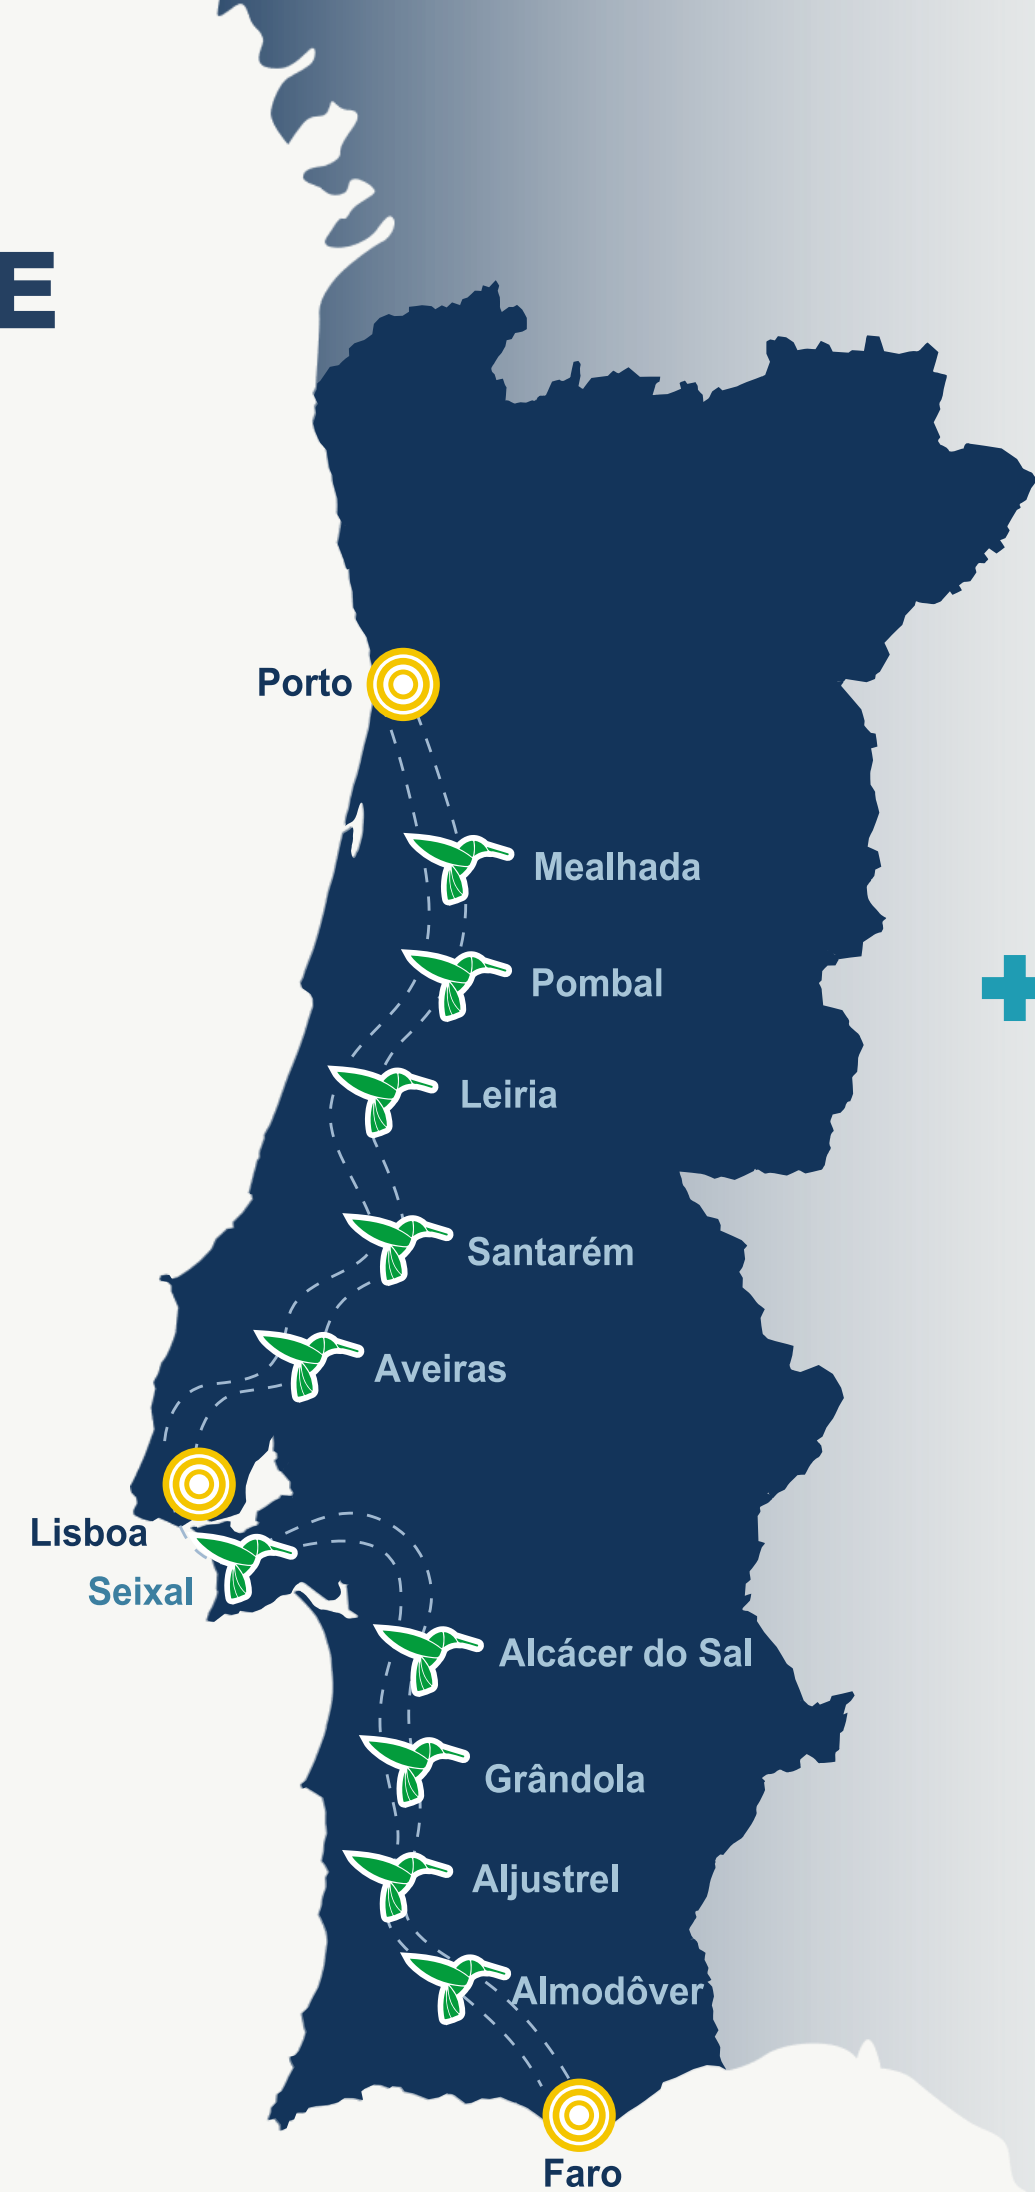 E
Porto
Mealhada
Pombal
Leiria
Santarém
Aveiras
Lisboa
Seixal
Alcácer do Sal
Grândola
Aljustrel
Almodôver
Faro